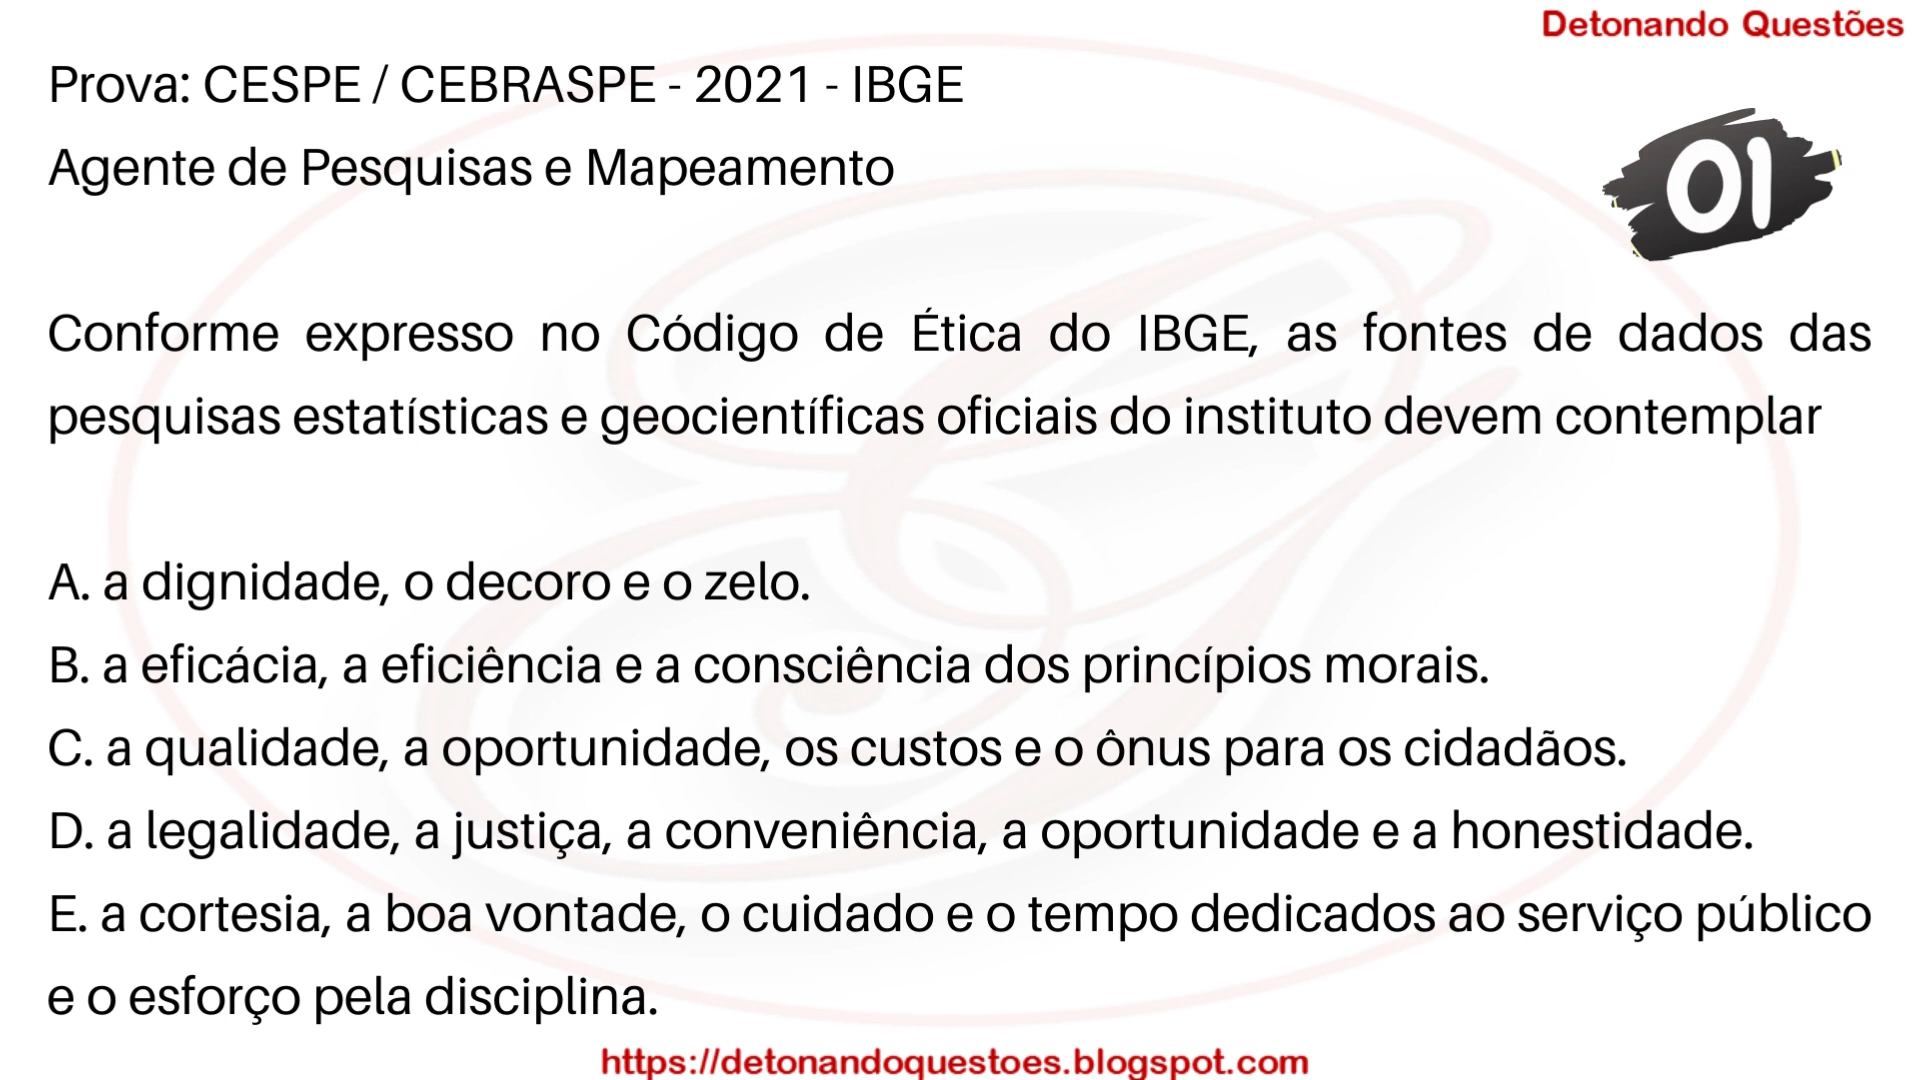 Detonando Questões
Prova: CESPE / CEBRASPE - 2021 - IBGE
Agente de Pesquisas e Mapeamento
01
Conforme expresso no Código de Ética do IBGE, as fontes de dados das
pesquisas estatísticas e geocientíficas oficiais do instituto devem contemplar
A. a dignidade, o decoro e o zelo.
B. a eficácia, a eficiência e a consciência dos princípios morais.
C. a qualidade, a oportunidade, os custos e o ônus para os cidadãos.
D. a legalidade, a justiça, a conveniência, a oportunidade e a honestidade.
E. a cortesia, a boa vontade, o cuidado e o tempo dedicados ao serviço público
e o esforço pela disciplina.
https://detonandoquestoes.blogspot.com